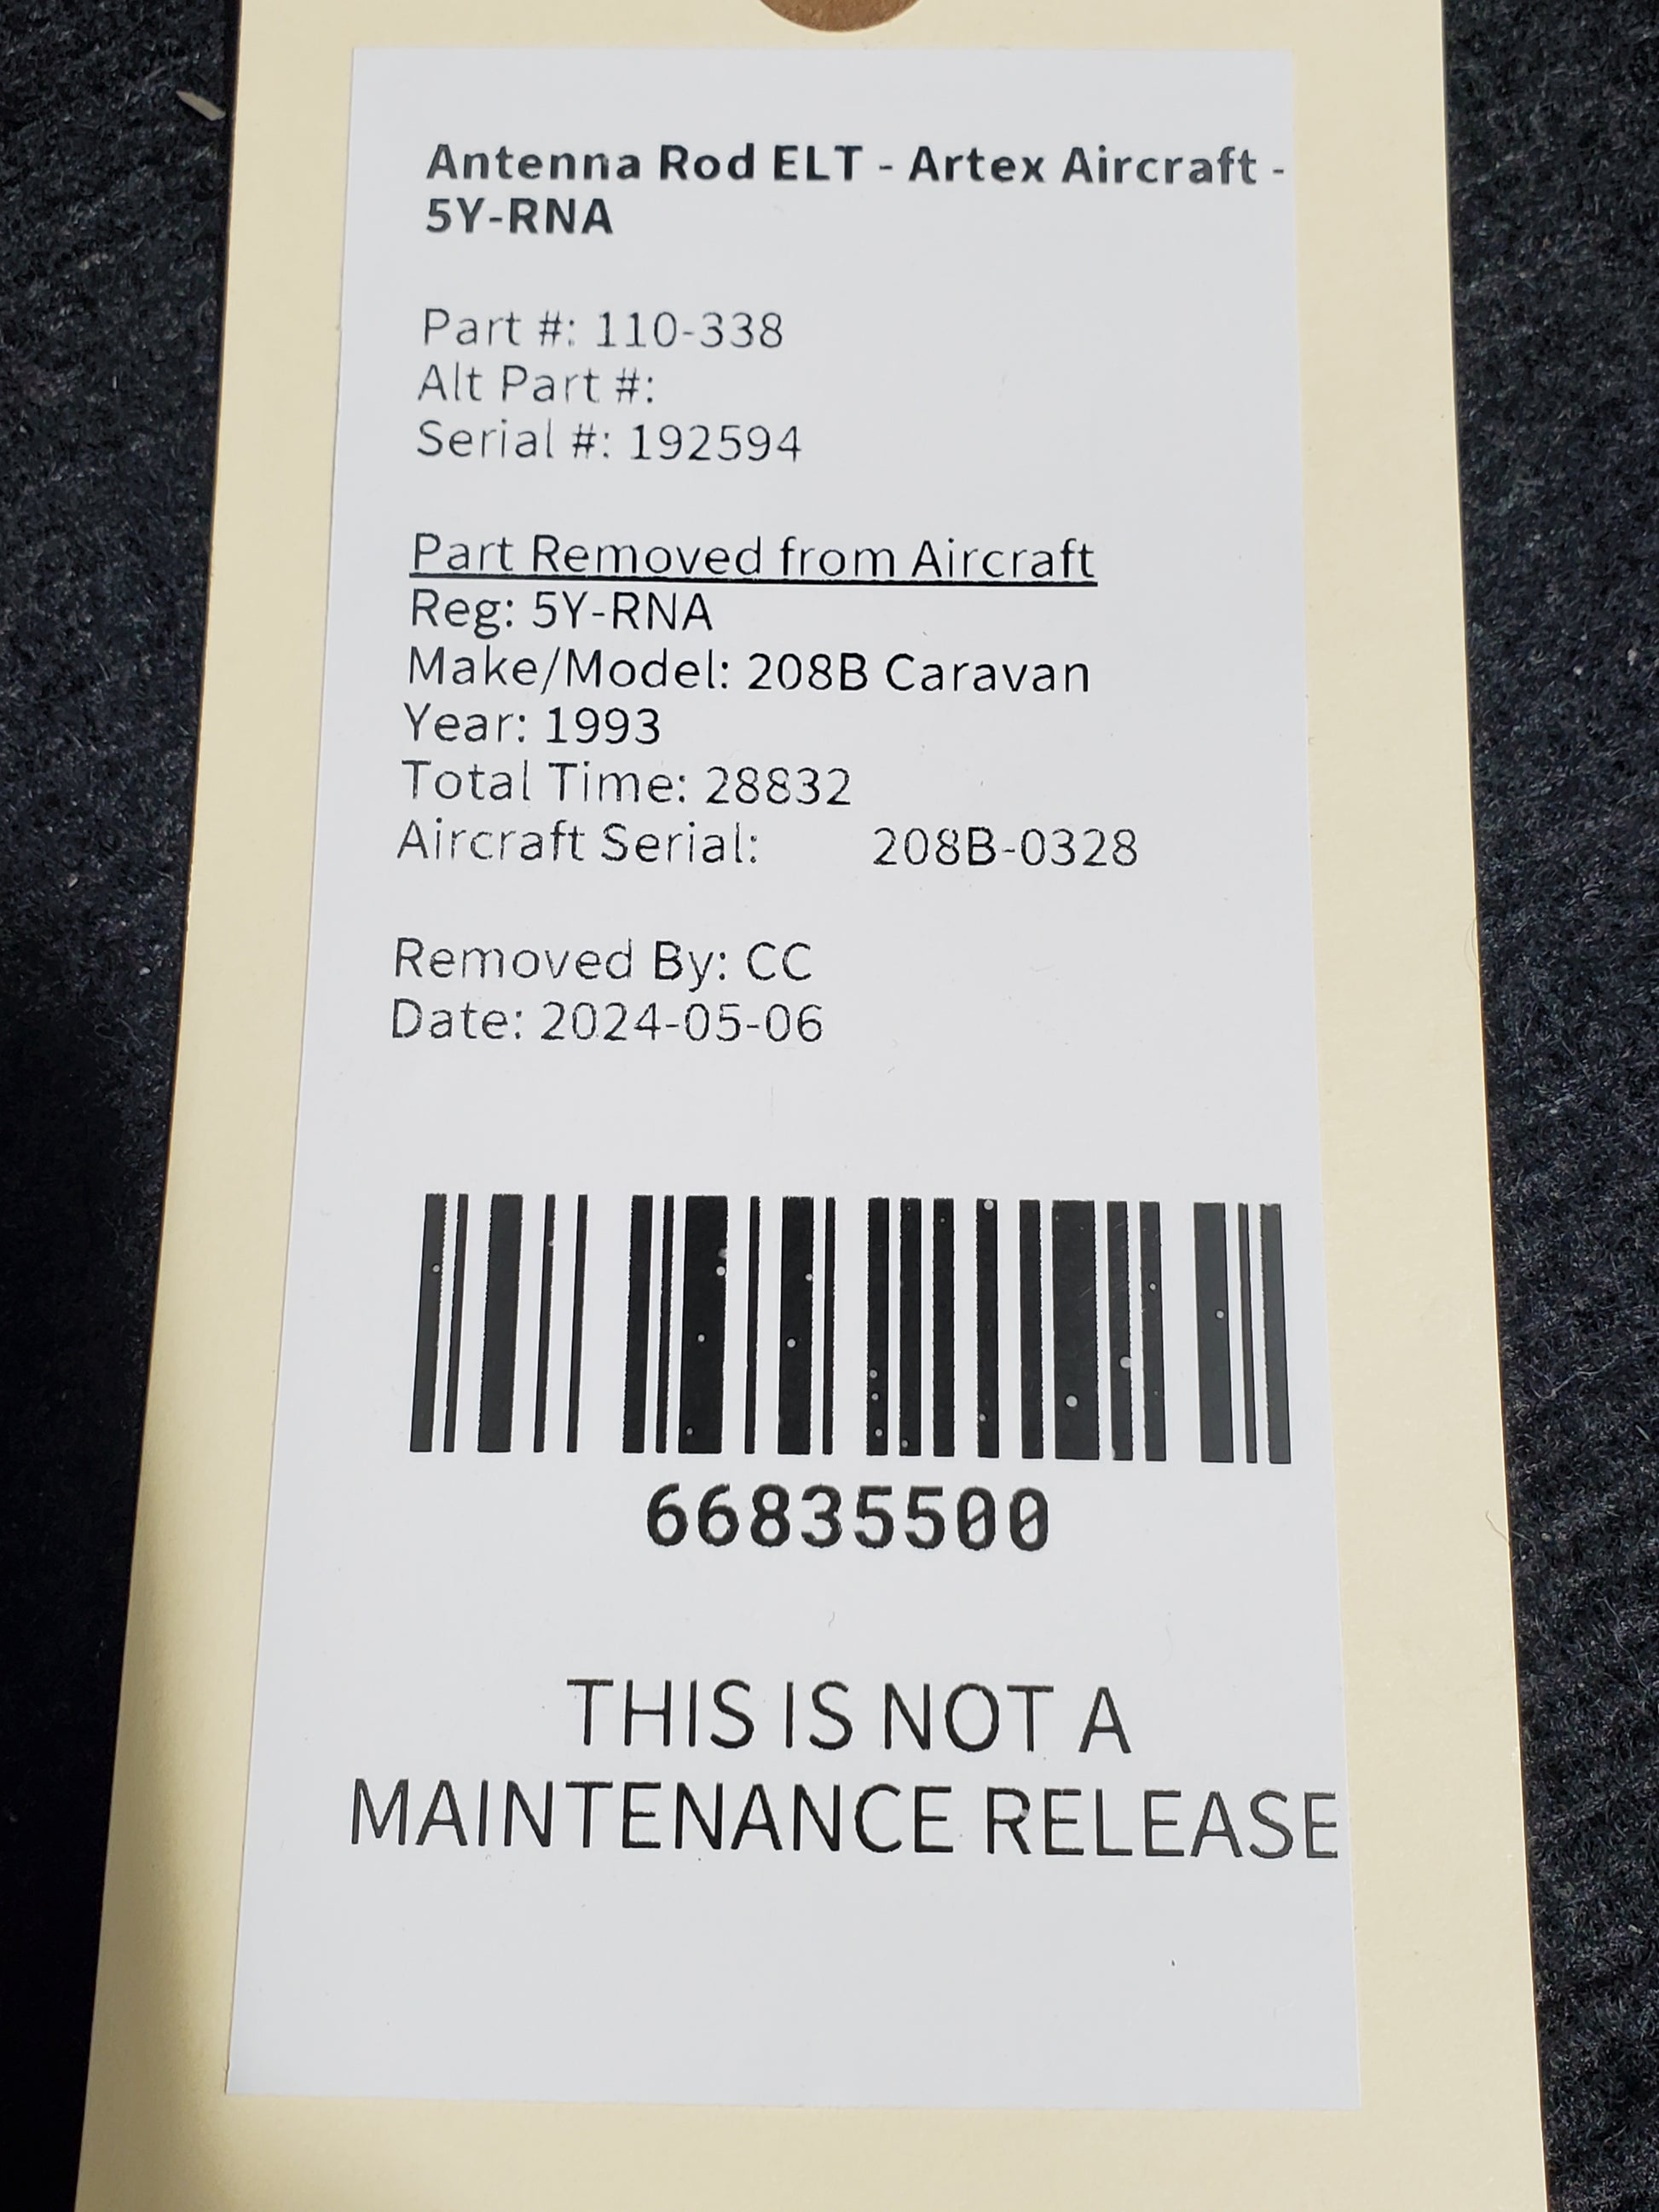 Antenna Rod ELT - Artex Aircraft -
5Y-RNA
Part #: 110-338
Alt Part #:
Serial #: 192594
Part Removed from Aircraft
Reg: 5Y-RNA
Make/Model: 208B Caravan
Year: 1993
Total Time: 28832
Aircraft Serial: 208B-0328
Removed By: CC
Date: 2024-05-06
66835500
THIS IS NOT A
MAINTENANCE RELEASE